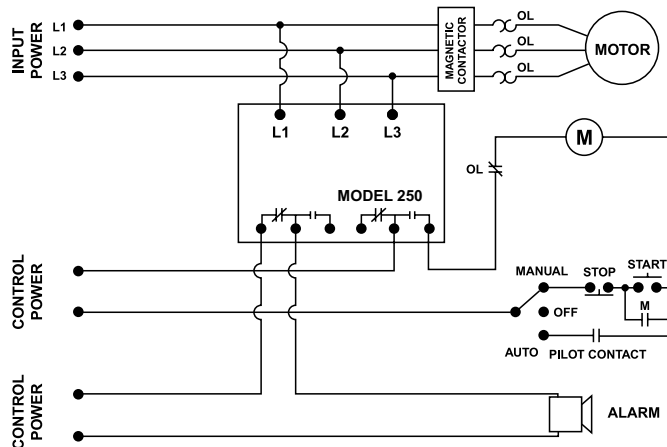 INPUT
POWER
L1
L2
L3
MAGNETIC
CONTACTOR
OL
OL
OL
MOTOR
L1 L2 L3
MODEL 250
OL
M
CONTROL
POWER
MANUAL
OFF
AUTO
STOP
START
M
PILOT CONTACT
CONTROL
POWER
ALARM